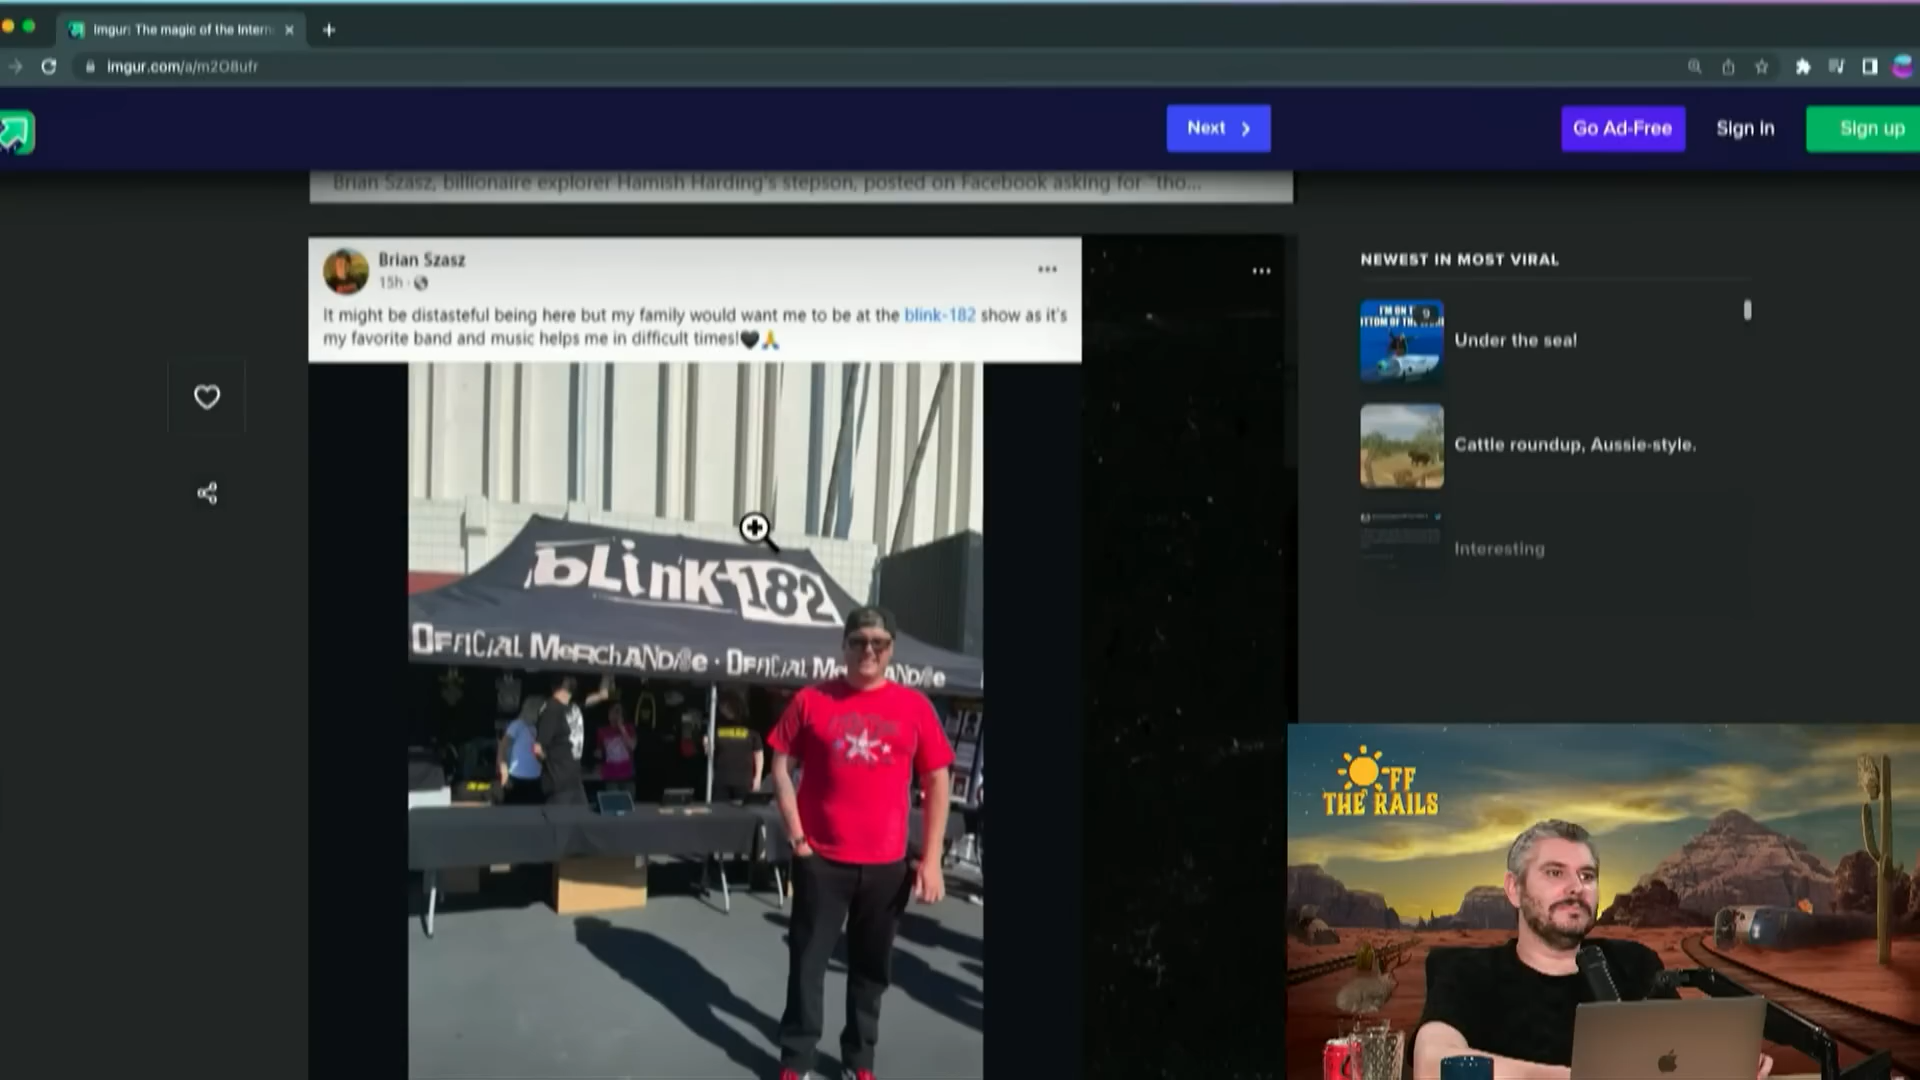 Imgur: The magic of the Intern
imgur.com/a/m2O8ufr
Next
Go Ad-Free
Sign in
Sign up
Brian Szasz, billionaire explorer Hamish Harding's stepson, posted on Facebook asking for "tho...
Brian Szasz
15h
It might be distasteful being here but my family would want me to be at the blink-182 show as it's
my favorite band and music helps me in difficult times!🖤🙏
NEWEST IN MOST VIRAL
Under the sea!
Cattle roundup, Aussie-style.
Interesting
bLinK-182
OFFICIAL MERCHANDISE · OFFICIAL ME ANDISE
OFF
THE RAILS